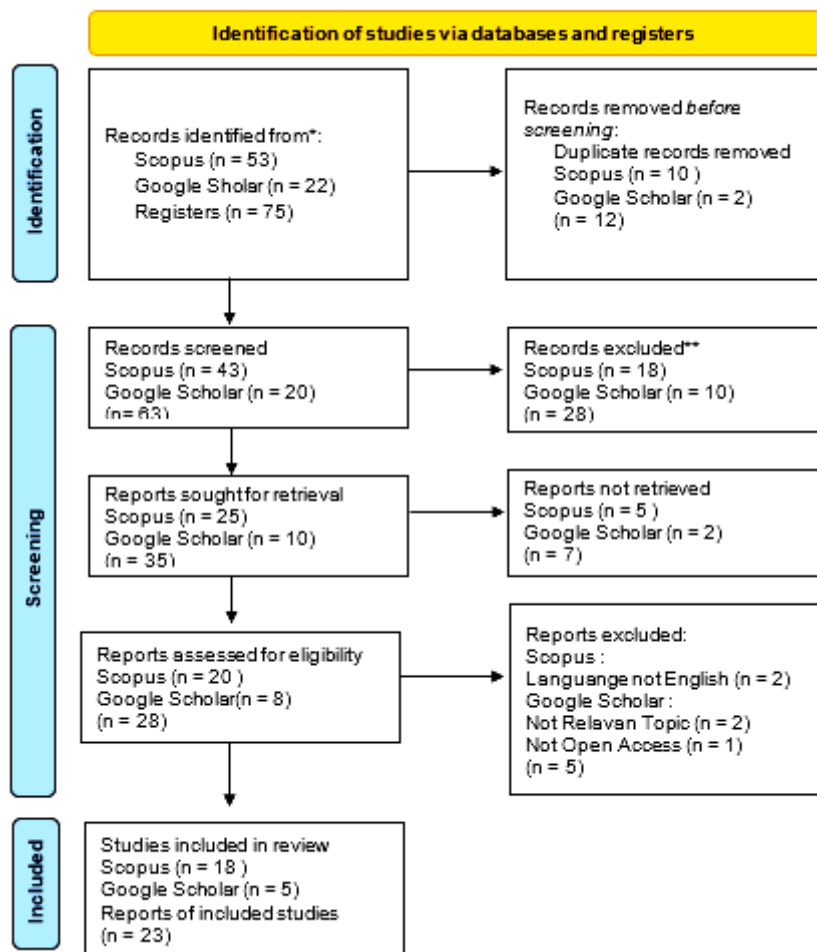 Identification of studies via databases and registers
Identification
Records identified from*:
Scopus (n = 53)
Google Sholar (n = 22)
Registers (n = 75)
Records removed before
screening:
Duplicate records removed
Scopus (n = 10 )
Google Scholar (n = 2)
(n = 12)
Screening
Records screened
Scopus (n = 43)
Google Scholar (n = 20)
(n= 63)
Records excluded**
Scopus (n = 18)
Google Scholar (n = 10)
(n = 28)
Reports sought for retrieval
Scopus (n = 25)
Google Scholar (n = 10)
(n = 35)
Reports not retrieved
Scopus (n = 5 )
Google Scholar (n = 2)
(n = 7)
Reports assessed for eligibility
Scopus (n = 20 )
Google Scholar(n = 8)
(n = 28)
Reports excluded:
Scopus :
Languange not English (n = 2)
Google Scholar :
Not Relavan Topic (n = 2)
Not Open Access (n = 1)
(n = 5)
Included
Studies included in review
Scopus (n = 18 )
Google Scholar (n = 5)
Reports of included studies
(n = 23)